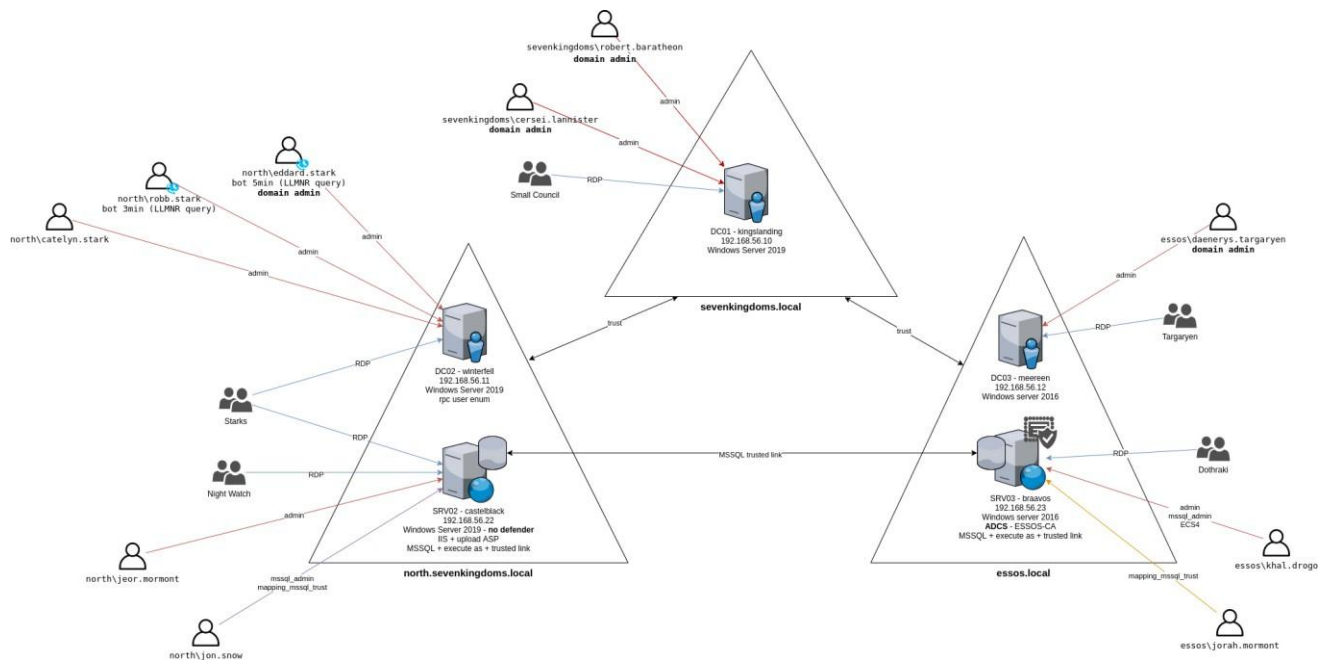 sevenkingdoms\robert.baratheon
domain admin
admin
sevenkingdoms\cersei.lannister
domain admin
admin
Small Council
RDP
DC01 - kingslanding
192.168.56.10
Windows Server 2019
sevenkingdoms.local
north\eddard.stark
bot 5min (LLMNR query)
domain admin
admin
north\robb.stark
bot 3min (LLMNR query)
admin
north\catelyn.stark
admin
trust
trust
essos\daenerys.targaryen
domain admin
admin
RDP
Targaryen
DC02 - winterfell
192.168.56.11
Windows Server 2019
rpc user enum
RDP
Starks
RDP
DC03 - meereen
192.168.56.12
Windows server 2016
MSSQL trusted link
Night Watch
RDP
RDP
Dothraki
admin
SRV02 - castelblack
192.168.56.22
Windows Server 2019 - no defender
IIS + upload ASP
MSSQL + execute as + trusted link
SRV03 - braavos
192.168.56.23
Windows server 2016
ADCS - ESSOS-CA
MSSQL + execute as + trusted link
admin
mssql_admin
ECS4
essos\khal.drogo
north\jeor.mormont
mssql_admin
mapping_mssql_trust
north.sevenkingdoms.local
essos.local
mapping_mssql_trust
north\jon.snow
essos\jorah.mormont